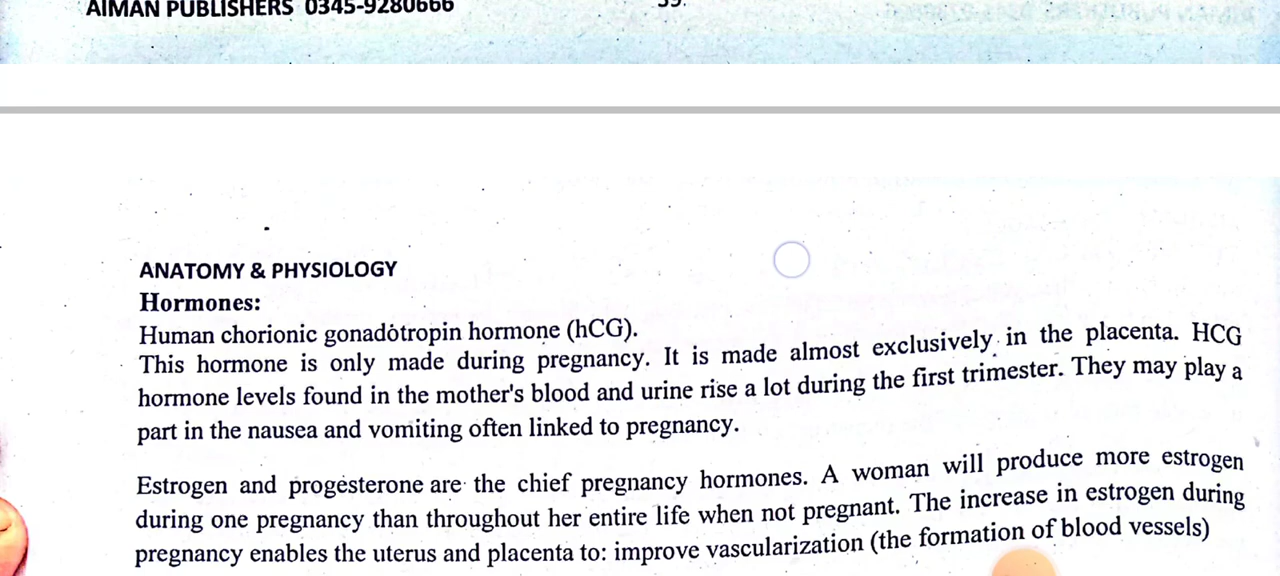 AIMAN PUBLISHERS 0345-9280666
ANATOMY & PHYSIOLOGY
Hormones:
Human chorionic gonadotropin hormone (hCG).
This hormone is only made during pregnancy. It is made almost exclusively in the placenta. HCG
hormone levels found in the mother's blood and urine rise a lot during the first trimester. They may play a
part in the nausea and vomiting often linked to pregnancy.
Estrogen and progesterone are the chief pregnancy hormones. A woman will produce more estrogen
during one pregnancy than throughout her entire life when not pregnant. The increase in estrogen during
pregnancy enables the uterus and placenta to: improve vascularization (the formation of blood vessels)